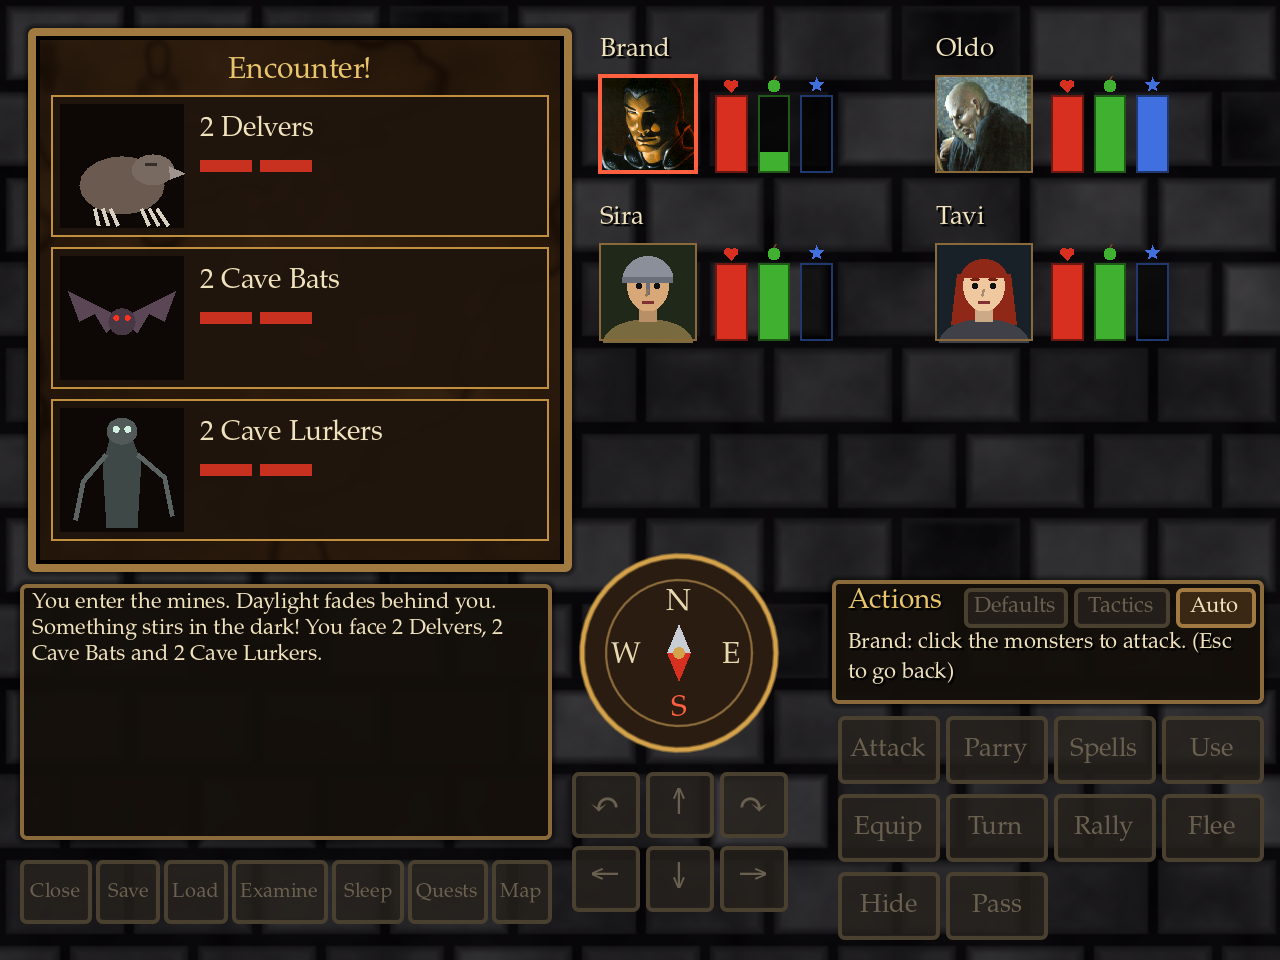 Encounter!
2 Delvers
2 Cave Bats
2 Cave Lurkers
Brand
Oldo
Sira
Tavi
You enter the mines. Daylight fades behind you.
Something stirs in the dark! You face 2 Delvers, 2
Cave Bats and 2 Cave Lurkers.
N
W E
S
Actions Defaults Tactics Auto
Brand: click the monsters to attack. (Esc
to go back)
Attack Parry Spells Use
Equip Turn Rally Flee
Hide Pass
Close Save Load Examine Sleep Quests Map